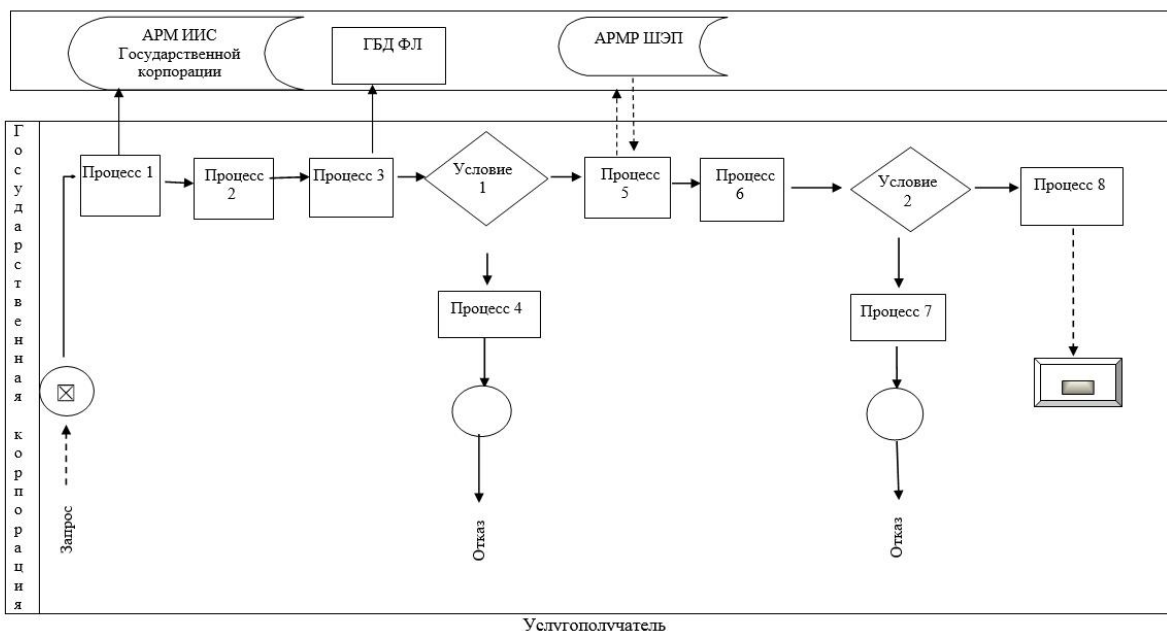 АРМ ИИС
Государственной
корпорации
ГБД ФЛ
АРМР ШЭП
Государственная корпорация
Процесс 1
Процесс
2
Процесс 3
Условие
1
Процесс
5
Процесс
6
Условие
2
Процесс 8
Процесс 4
Процесс 7
Запрос
Отказ
Отказ
Услугополучатель